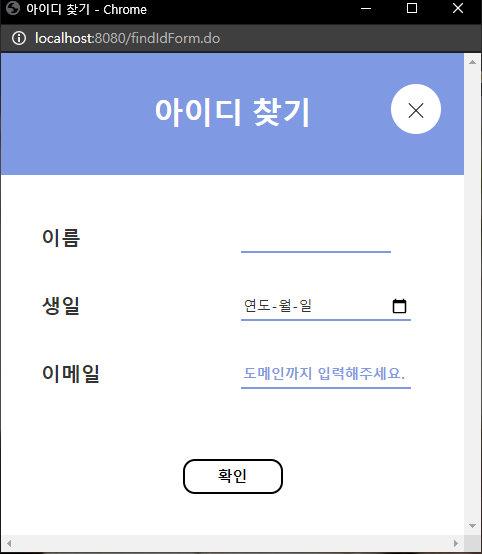 아이디 찾기 - Chrome
localhost:8080/findIdForm.do
아이디 찾기
이름
생일
연도-월-일
이메일
도메인까지 입력해주세요.
확인